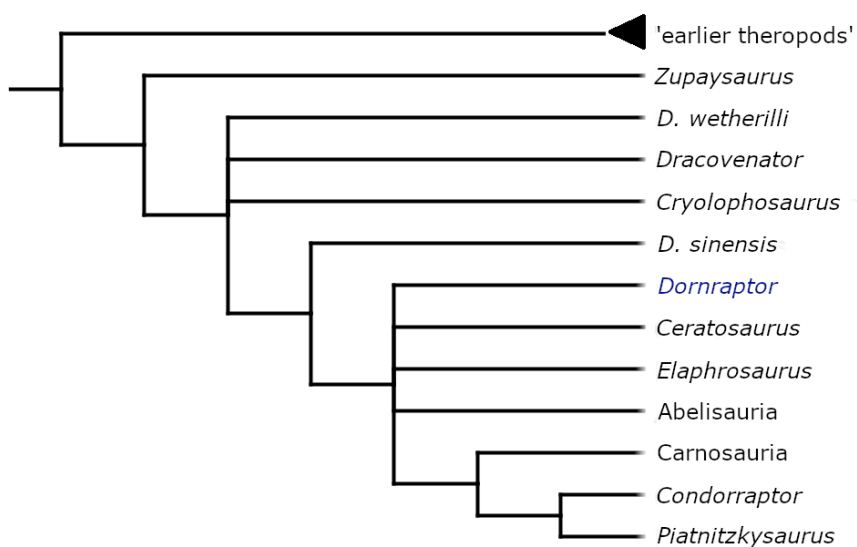 'earlier theropods'
Zupaysaurus
D. wetherilli
Dracovenator
Cryolophosaurus
D. sinensis
Dornraptor
Ceratosaurus
Elaphrosaurus
Abelisauria
Carnosauria
Condorraptor
Piatnitzkysaurus